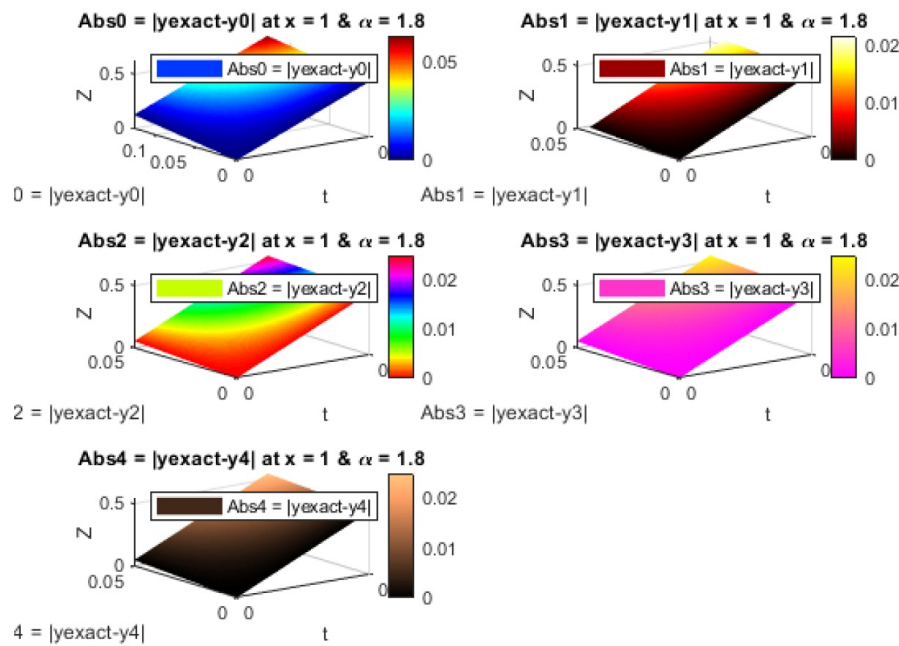 Abs0 = |yexact-y0| at x = 1 & α = 1.8
Abs0 = |yexact-y0|
Z
0.5
0
0.1
0.05
0 0
0
t
0 = |yexact-y0|
0.05
0
Abs1 = |yexact-y1| at x = 1 & α = 1.8
Abs1 = |yexact-y1|
Z
0.5
0
0.05
0 0
0
t
Abs1 = |yexact-y1|
0.02
0.01
0
Abs2 = |yexact-y2| at x = 1 & α = 1.8
Abs2 = |yexact-y2|
Z
0.5
0
0.05
0 0
0
t
2 = |yexact-y2|
0.02
0.01
0
Abs3 = |yexact-y3| at x = 1 & α = 1.8
Abs3 = |yexact-y3|
Z
0.5
0
0.05
0 0
0
t
Abs3 = |yexact-y3|
0.02
0.01
0
Abs4 = |yexact-y4| at x = 1 & α = 1.8
Abs4 = |yexact-y4|
Z
0.5
0
0.05
0 0
0
t
4 = |yexact-y4|
0.02
0.01
0